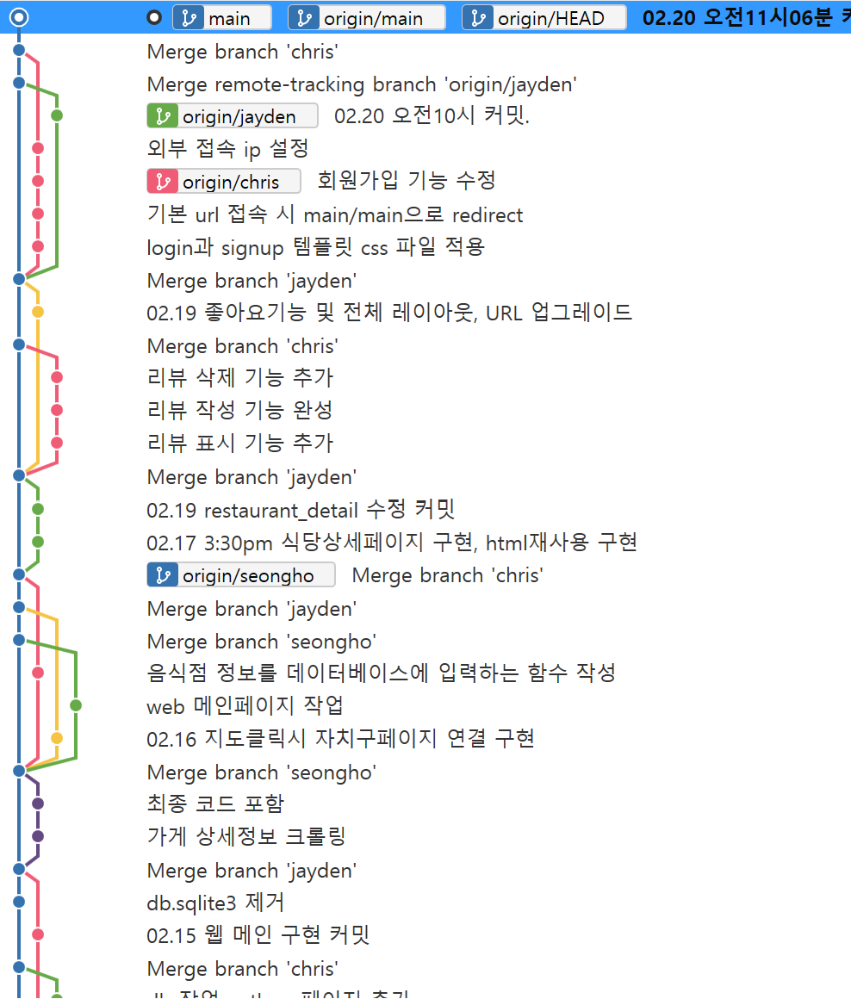 main origin/main origin/HEAD 02.20 오전11시06분
Merge branch 'chris'
Merge remote-tracking branch 'origin/jayden'
origin/jayden 02.20 오전10시 커밋.
외부 접속 ip 설정
origin/chris 회원가입 기능 수정
기본 url 접속 시 main/main으로 redirect
login과 signup 템플릿 css 파일 적용
Merge branch 'jayden'
02.19 좋아요기능 및 전체 레이아웃, URL 업그레이드
Merge branch 'chris'
리뷰 삭제 기능 추가
리뷰 작성 기능 완성
리뷰 표시 기능 추가
Merge branch 'jayden'
02.19 restaurant_detail 수정 커밋
02.17 3:30pm 식당상세페이지 구현, html재사용 구현
origin/seongho Merge branch 'chris'
Merge branch 'jayden'
Merge branch 'seongho'
음식점 정보를 데이터베이스에 입력하는 함수 작성
web 메인페이지 작업
02.16 지도클릭시 자치구페이지 연결 구현
Merge branch 'seongho'
최종 코드 포함
가게 상세정보 크롤링
Merge branch 'jayden'
db.sqlite3 제거
02.15 웹 메인 구현 커밋
Merge branch 'chris'